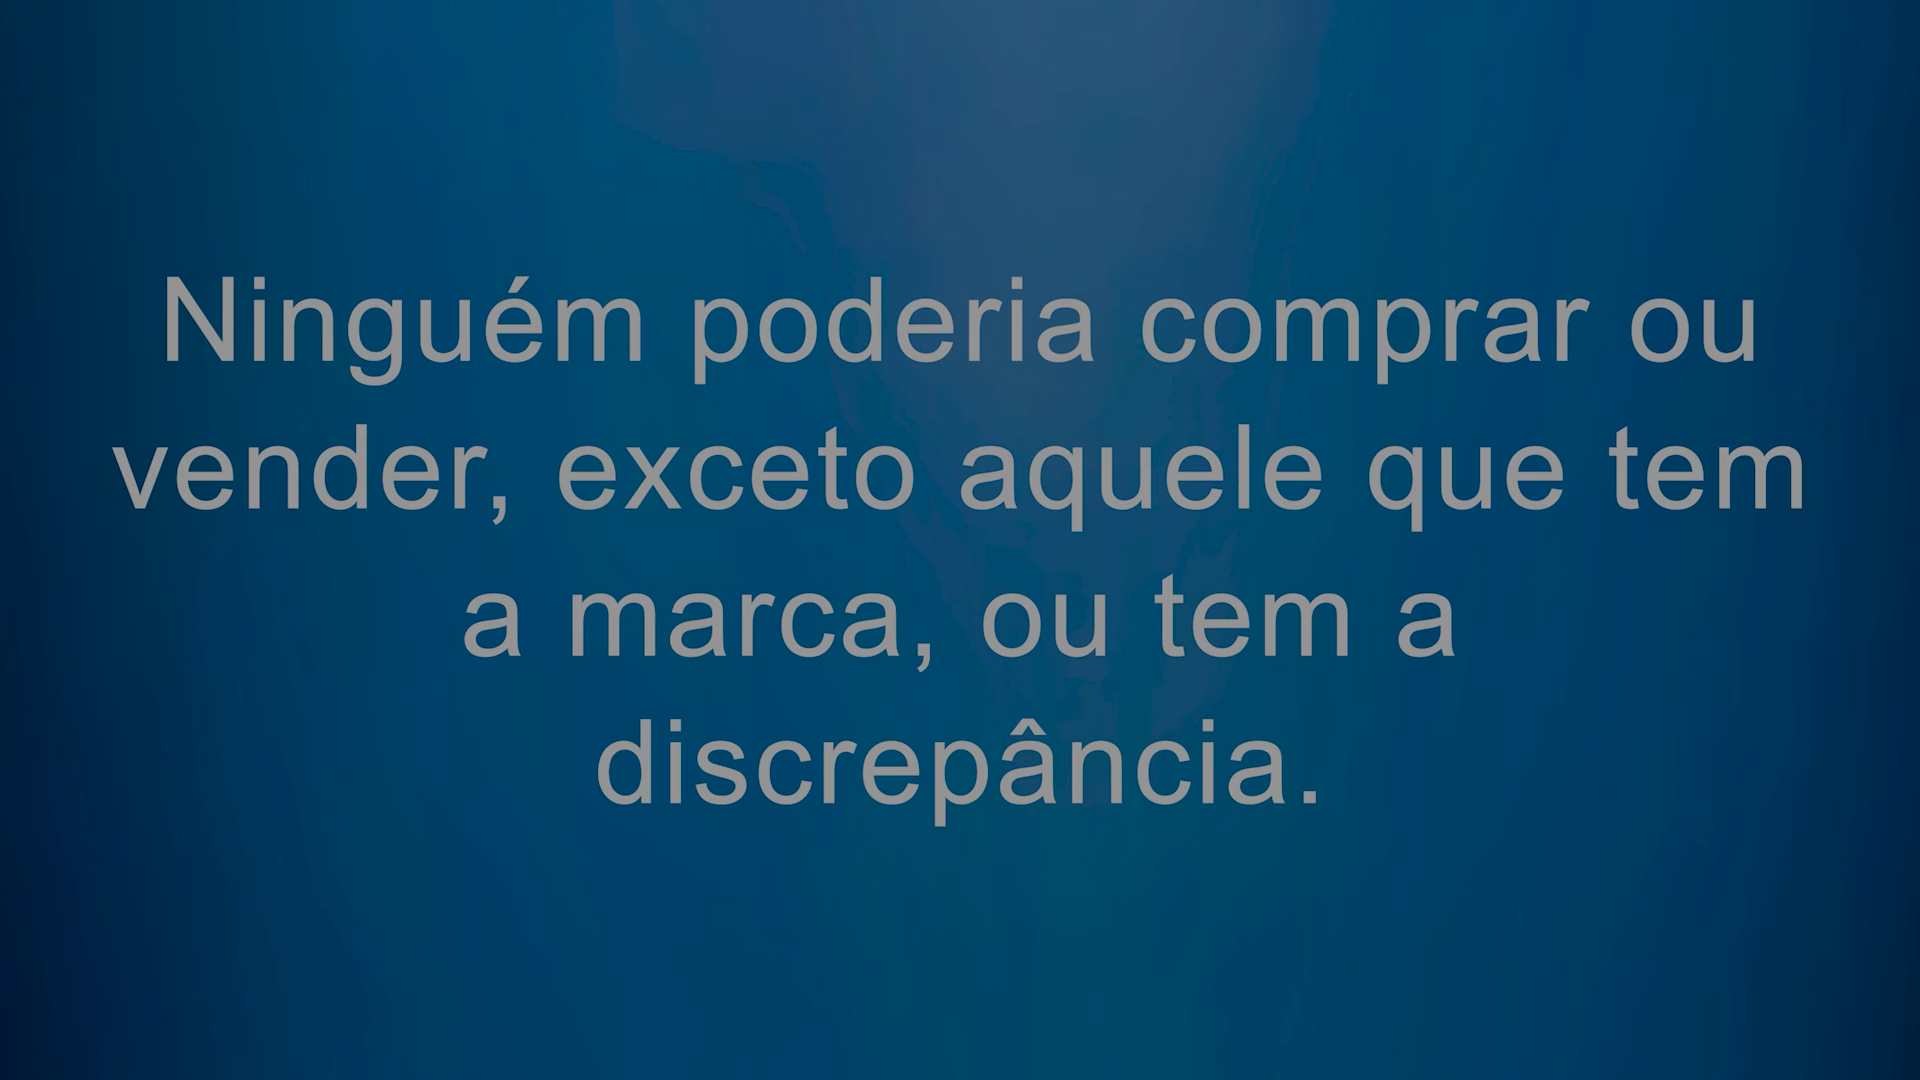 Ninguém poderia comprar ou
vender, exceto aquele que tem
a marca, ou tem a
discrepância.